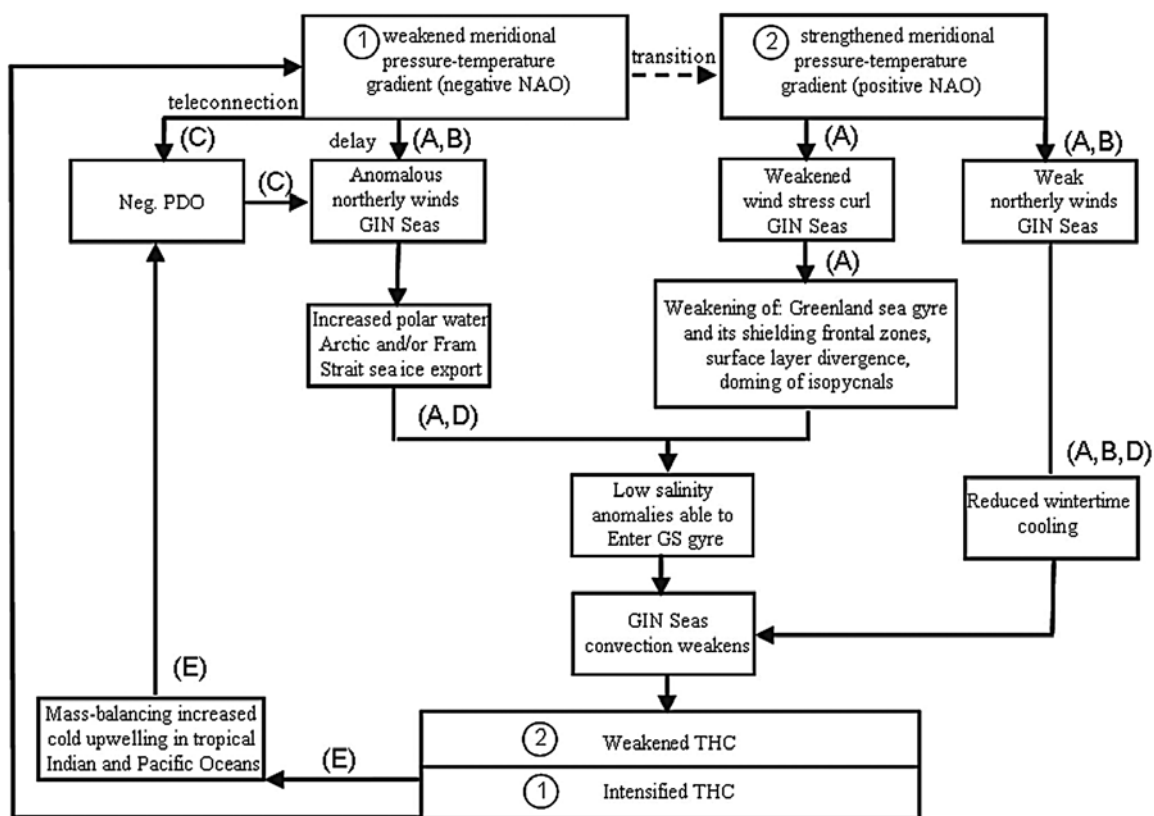 ① weakened meridional
pressure-temperature
gradient (negative NAO)
transition
② strengthened meridional
pressure-temperature
gradient (positive NAO)
teleconnection
(C)
delay
(A,B)
(A)
(A,B)
Neg. PDO
(C)
Anomalous
northerly winds
GIN Seas
Weakened
wind stress curl
GIN Seas
Weak
northerly winds
GIN Seas
(A)
Increased polar water
Arctic and/or Fram
Strait sea ice export
Weakening of: Greenland sea gyre
and its shielding frontal zones,
surface layer divergence,
doming of isopycnals
(A,D)
(A,B,D)
Low salinity
anomalies able to
Enter GS gyre
Reduced wintertime
cooling
GIN Seas
convection weakens
(E)
Mass-balancing increased
cold upwelling in tropical
Indian and Pacific Oceans
(E)
② Weakened THC
① Intensified THC